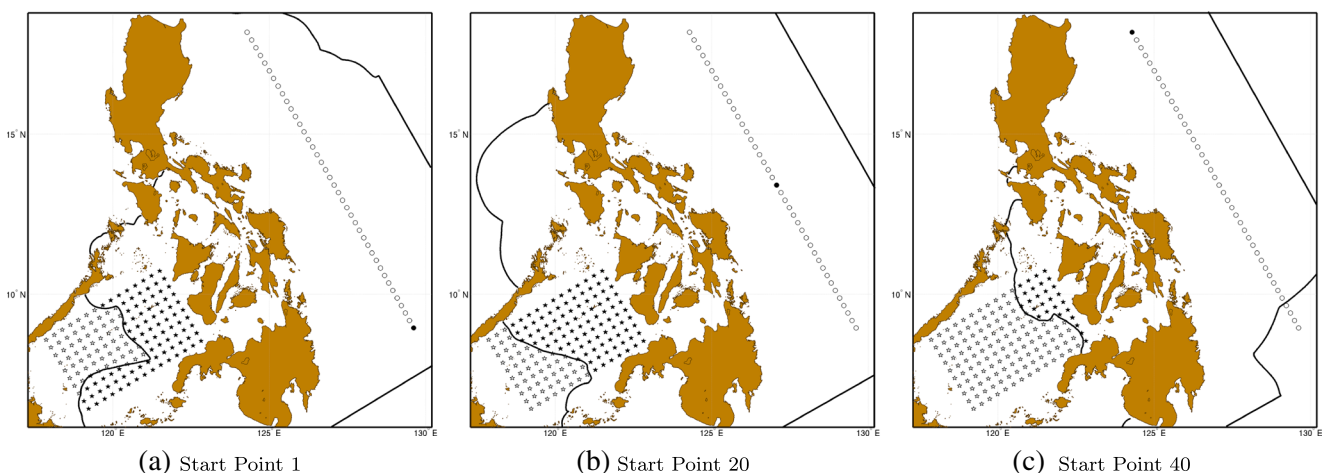 15° N
10° N
120 E
125 E
130 E
(a) Start Point 1
15° N
10° N
120 E
125 E
130 E
(b) Start Point 20
15° N
10° N
120 E
125 E
130 E
(c) Start Point 40